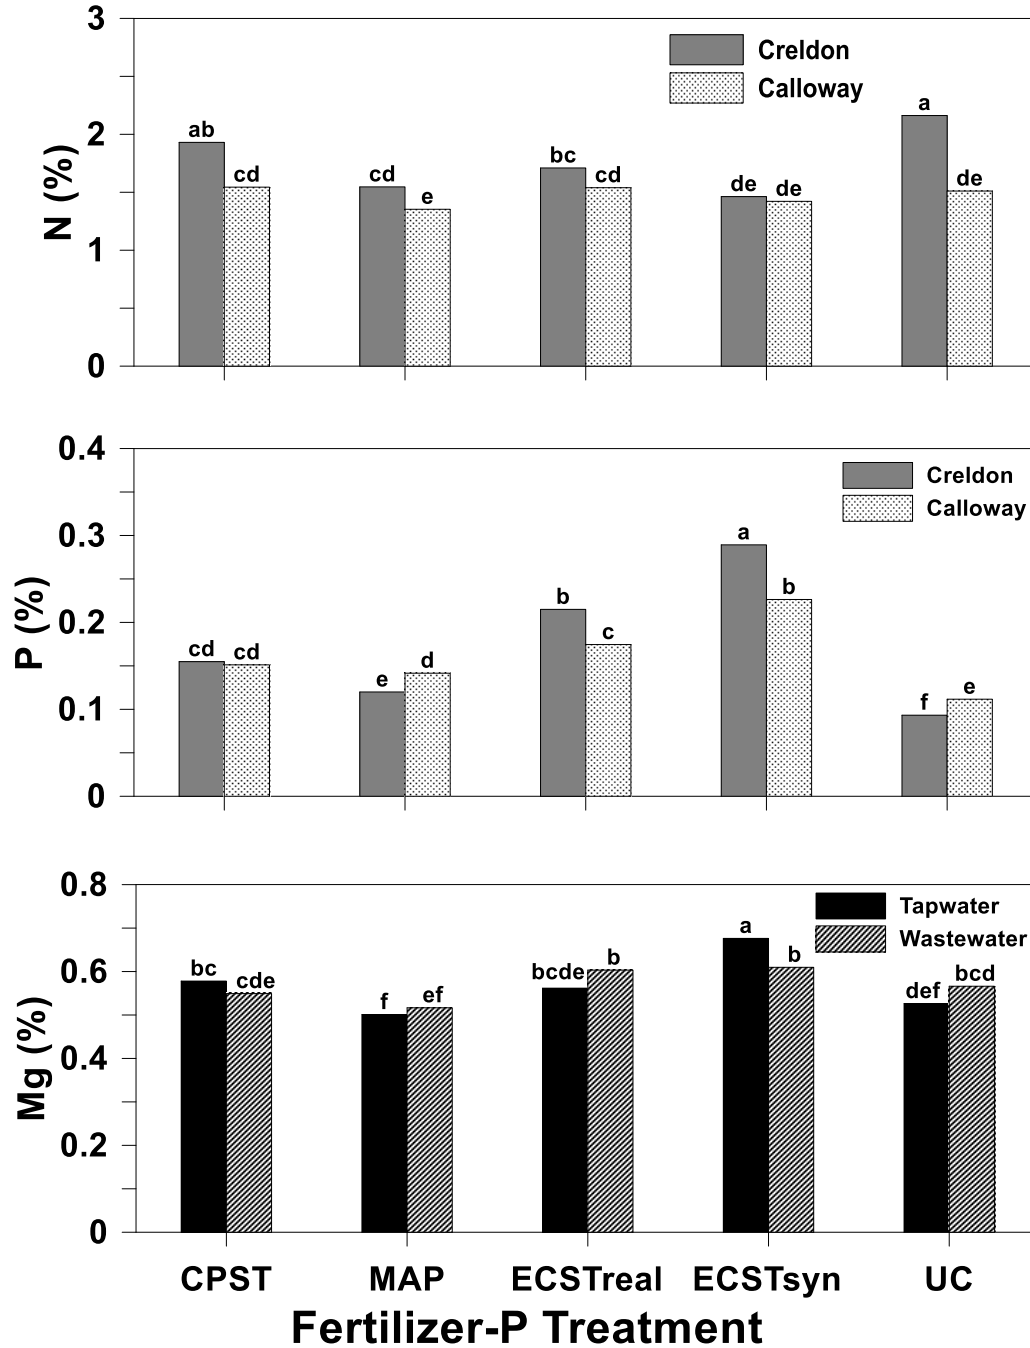 3
2
1
0
N (%)
Creldon
Calloway
ab
cd
cd
e
bc
cd
de
de
a
de
0.4
0.3
0.2
0.1
0
P (%)
Creldon
Calloway
cd
cd
e
d
b
c
a
b
f
e
0.8
0.6
0.4
0.2
0
Mg (%)
Tapwater
Wastewater
bc
cde
f
ef
bcde
b
a
b
def
bcd
CPST MAP ECSTreal ECSTsyn UC
Fertilizer-P Treatment